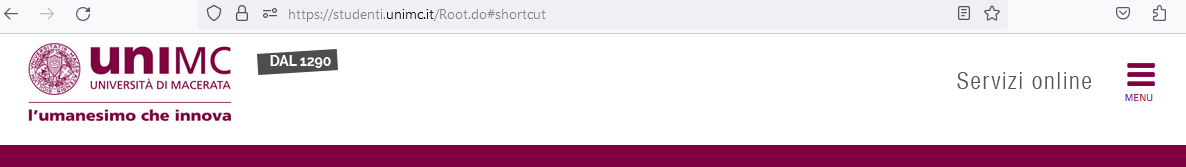 https://studenti.unimc.it/Root.do#shortcut
unIMC
UNIVERSITÀ DI MACERATA
l'umanesimo che innova
DAL 1290
Servizi online
MENU